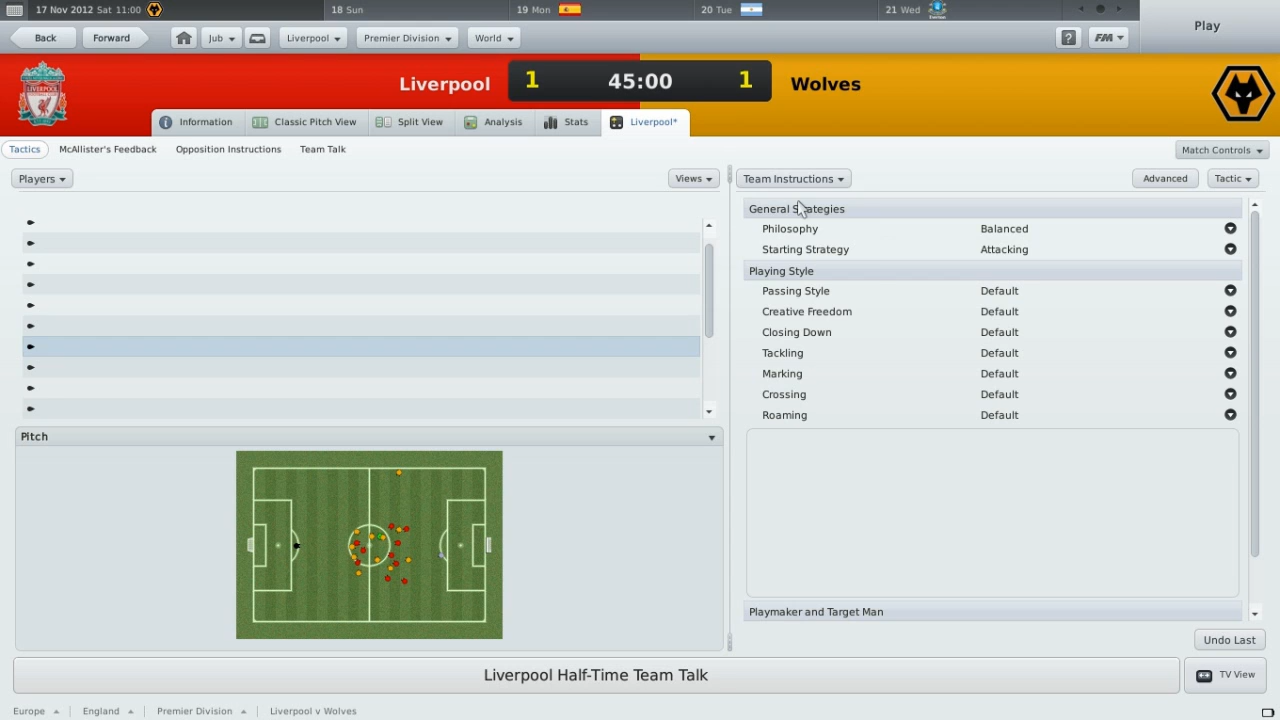 17 Nov 2012 Sat 11:00 18 Sun 19 Mon 20 Tue 21 Wed
Play
Back Forward Job Liverpool Premier Division World ? FM
Liverpool 1 45:00 1 Wolves
Information Classic Pitch View Split View Analysis Stats Liverpool*
Tactics McAllister's Feedback Opposition Instructions Team Talk Match Controls
Players Views Team Instructions Advanced Tactic
General Strategies
Philosophy Balanced
Starting Strategy Attacking
Playing Style
Passing Style Default
Creative Freedom Default
Closing Down Default
Tackling Default
Marking Default
Crossing Default
Roaming Default
Pitch
Playmaker and Target Man
Undo Last
Liverpool Half-Time Team Talk TV View
Europe England Premier Division Liverpool v Wolves